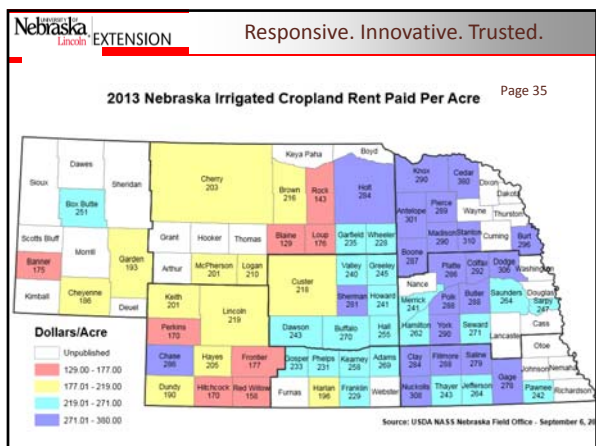 UNIVERSITY OF
Nebraska
Lincoln
EXTENSION
Responsive. Innovative. Trusted.
Page 35
2013 Nebraska Irrigated Cropland Rent Paid Per Acre
Sioux
Dawes
Sheridan
Box Butte
251
Scotts Bluff
Morrill
Garden
193
Banner
175
Kimball
Cheyenne
186
Deuel
Cherry
203
Keya Paha
Boyd
Brown
216
Rock
143
Holt
284
Grant
Hooker
Thomas
Blaine
129
Loup
176
Garfield
235
Wheeler
228
Arthur
McPherson
201
Logan
210
Custer
218
Valley
240
Greeley
245
Sherman
281
Howard
241
Keith
201
Lincoln
219
Perkins
170
Dawson
243
Buffalo
270
Hall
255
Chase
286
Hayes
205
Frontier
177
Gosper
233
Phelps
231
Kearney
258
Adams
269
Dundy
190
Hitchcock
170
Red Willow
158
Furnas
Harlan
196
Franklin
229
Webster
Knox
290
Cedar
360
Dixon
Dakota
Antelope
301
Pierce
289
Wayne
Thurston
Madison
290
Stanton
310
Cuming
Burt
296
Boone
287
Platte
286
Colfax
292
Dodge
306
Washington
Nance
Merrick
241
Polk
288
Butler
288
Saunders
264
Douglas
Sarpy
247
Hamilton
262
York
290
Seward
271
Lancaster
Cass
Otoe
Clay
284
Fillmore
288
Saline
279
Gage
278
Johnson
Nemaha
Nuckolls
308
Thayer
243
Jefferson
264
Pawnee
242
Richardson
Dollars/Acre
Unpublished
129.00 - 177.00
177.01 - 219.00
219.01 - 271.00
271.01 - 360.00
Source: USDA NASS Nebraska Field Office - September 6, 20